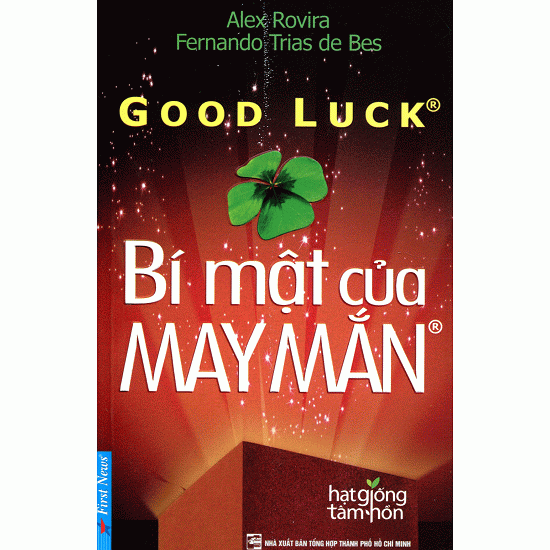 Alex Rovira
Fernando Trias de Bes
GOOD LUCK®
Bí mật của
MAY MẮN®
First News
hạt giống
tâm hồn
NHÀ XUẤT BẢN TỔNG HỢP THÀNH PHỐ HỒ CHÍ MINH